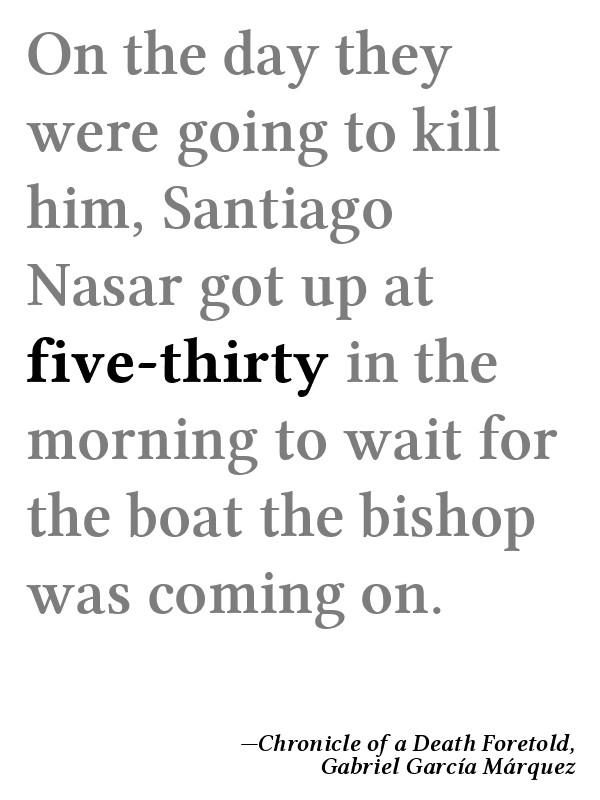 On the day they
were going to kill
him, Santiago
Nasar got up at
five-thirty in the
morning to wait for
the boat the bishop
was coming on.
—Chronicle of a Death Foretold,
Gabriel García Márquez